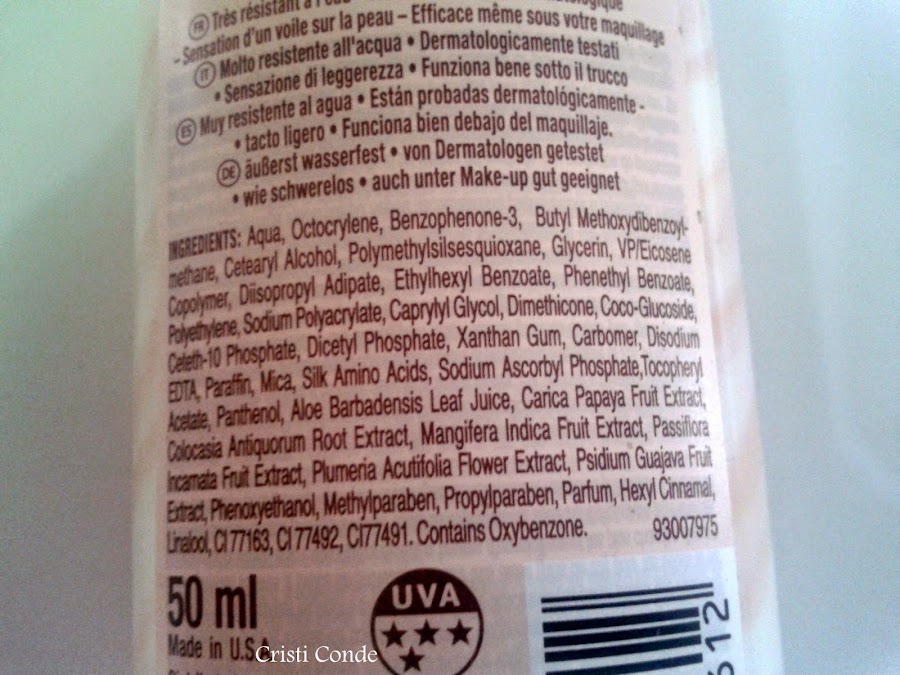 FR Très résistant à l'eau
- Sensation d'un voile sur la peau – Efficace même sous votre maquillage
IT Molto resistente all'acqua • Dermatologicamente testati
• Sensazione di leggerezza • Funziona bene sotto il trucco
ES Muy resistente al agua • Están probadas dermatológicamente -
• tacto ligero • Funciona bien debajo del maquillaje.
DE äußerst wasserfest • von Dermatologen getestet
• wie schwerelos • auch unter Make-up gut geeignet
INGREDIENTS: Aqua, Octocrylene, Benzophenone-3, Butyl Methoxydibenzoyl-
methane, Cetearyl Alcohol, Polymethylsilsesquioxane, Glycerin, VP/Eicosene
Copolymer, Diisopropyl Adipate, Ethylhexyl Benzoate, Phenethyl Benzoate,
Polyethylene, Sodium Polyacrylate, Caprylyl Glycol, Dimethicone, Coco-Glucoside,
Ceteth-10 Phosphate, Dicetyl Phosphate, Xanthan Gum, Carbomer, Disodium
EDTA, Paraffin, Mica, Silk Amino Acids, Sodium Ascorbyl Phosphate,Tocopheryl
Acetate, Panthenol, Aloe Barbadensis Leaf Juice, Carica Papaya Fruit Extract,
Colocasia Antiquorum Root Extract, Mangifera Indica Fruit Extract, Passiflora
Incarnata Fruit Extract, Plumeria Acutifolia Flower Extract, Psidium Guajava Fruit
Extract, Phenoxyethanol, Methylparaben, Propylparaben, Parfum, Hexyl Cinnamal,
Linalool, CI 77163, CI 77492, CI77491. Contains Oxybenzone. 93007975
50 ml
Made in U.S.A.
UVA
612
Cristi Conde